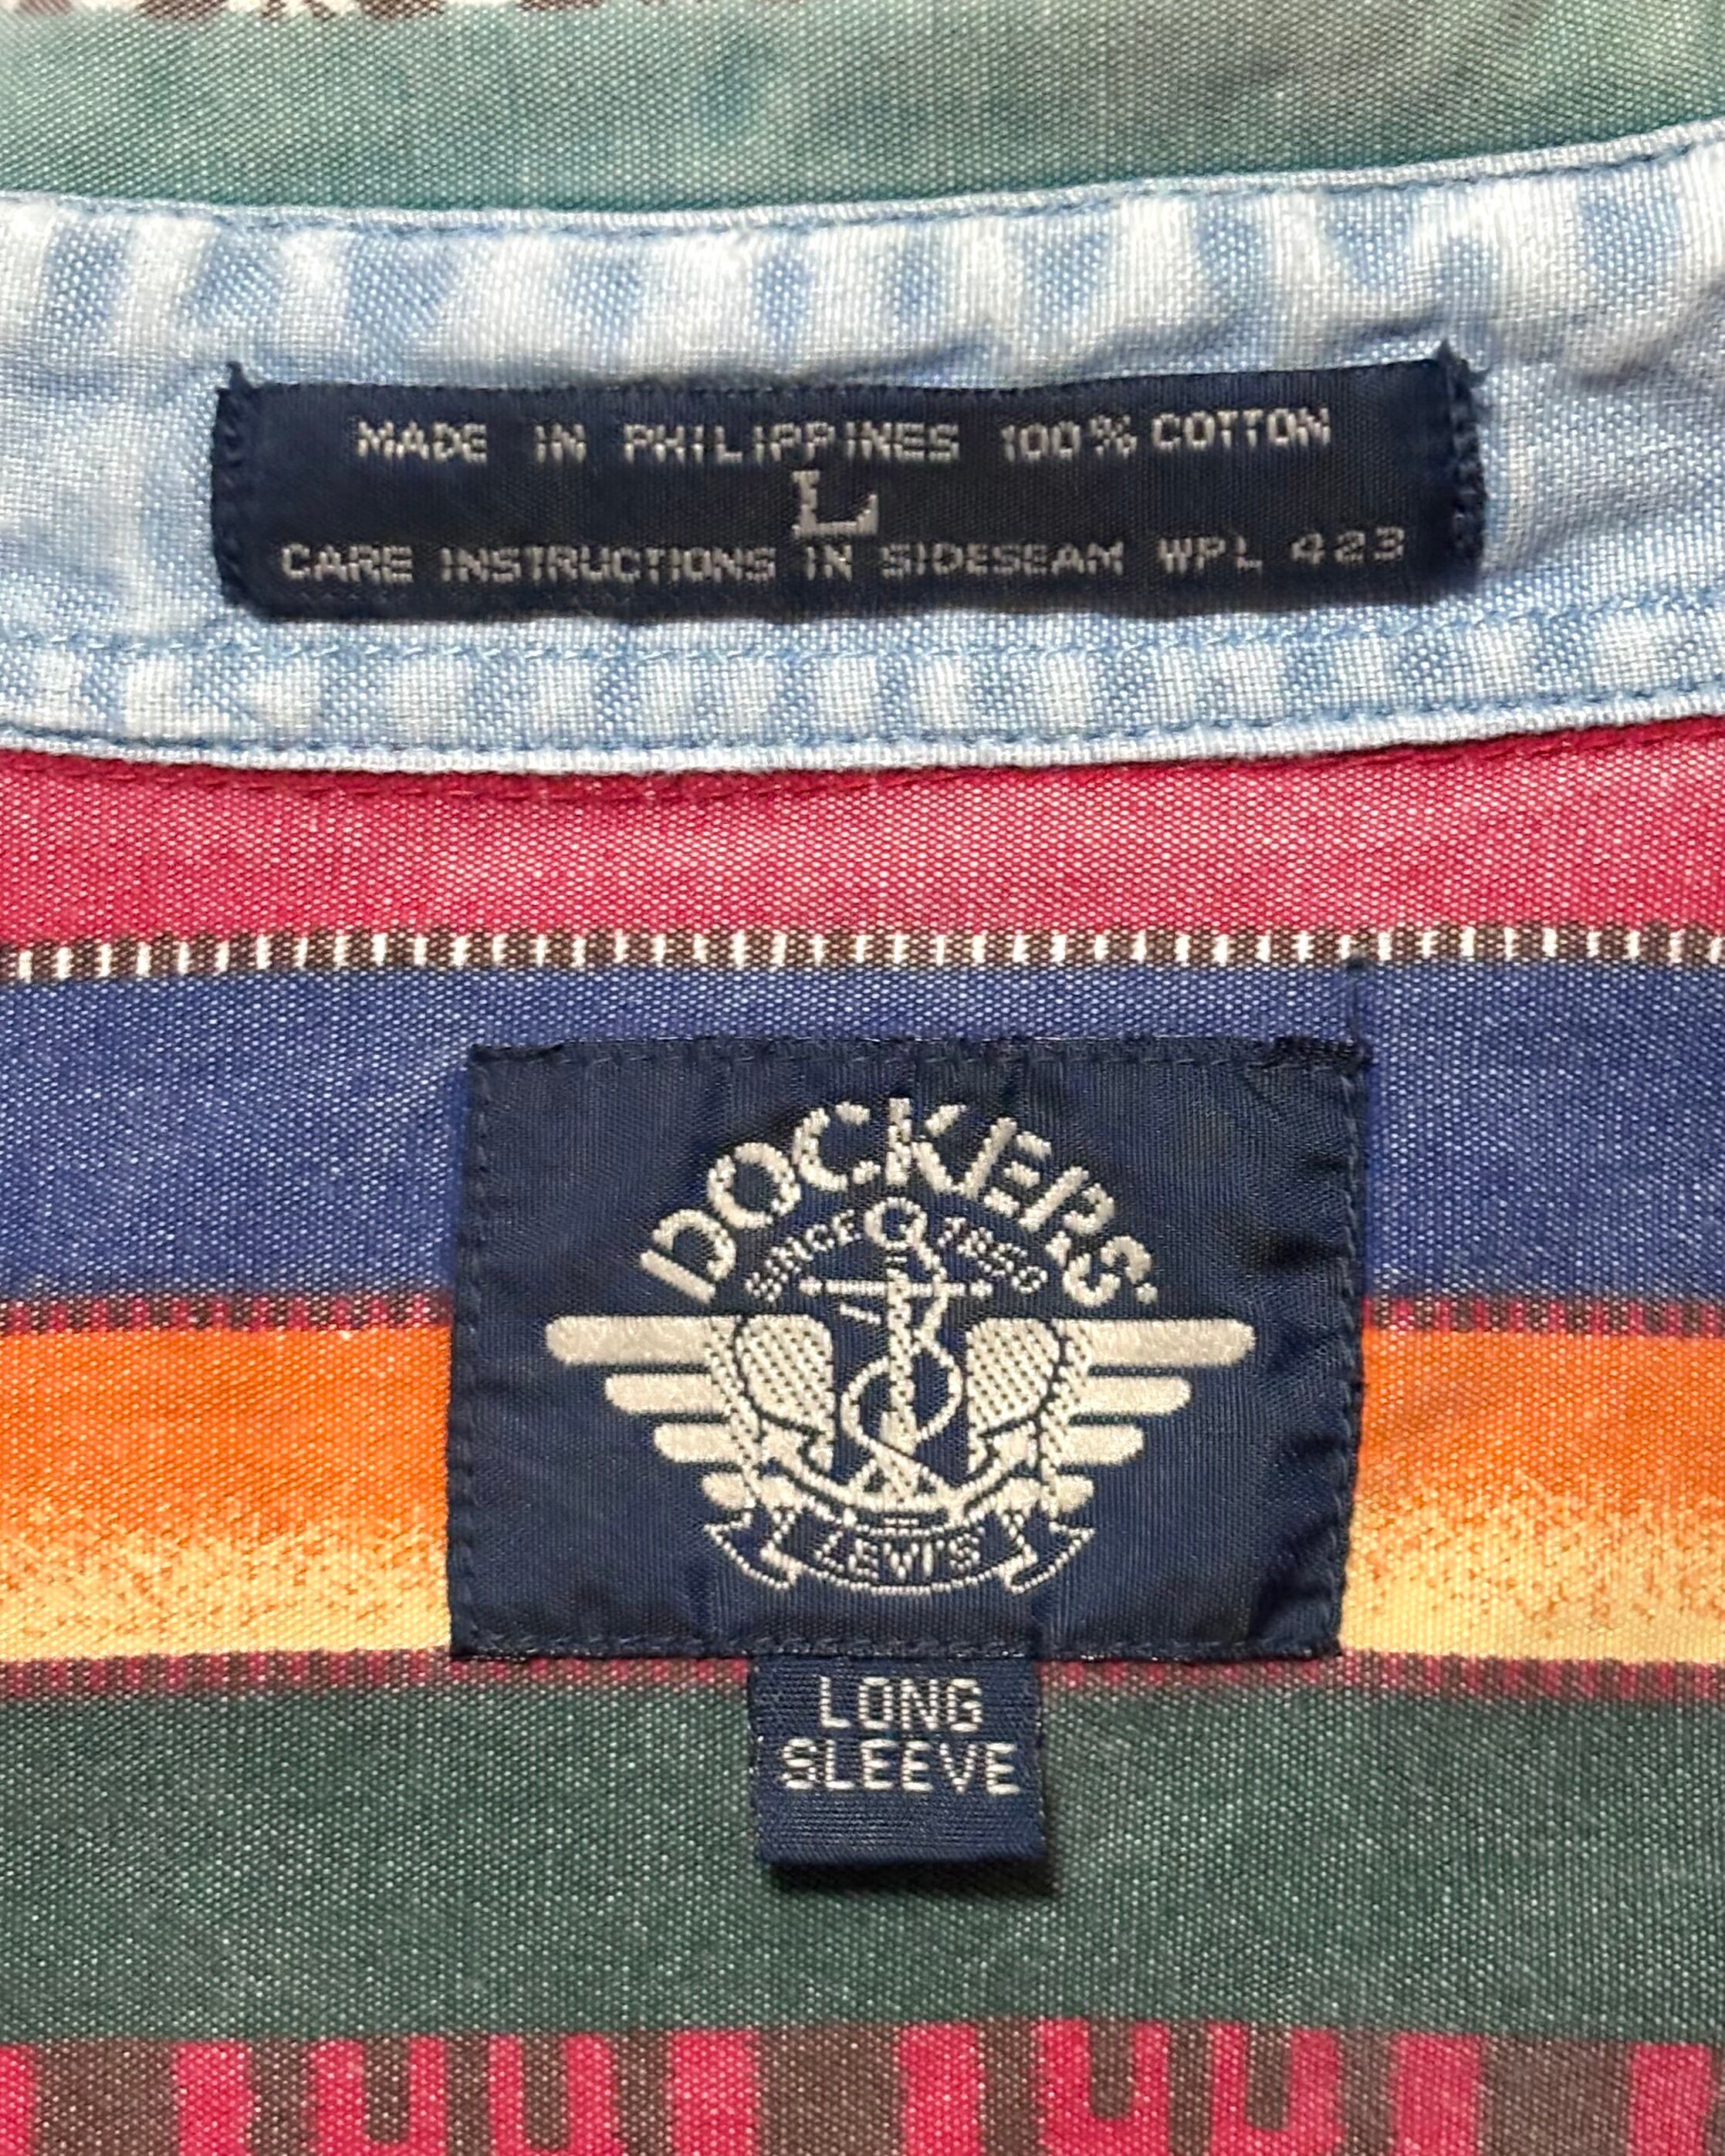 MADE IN PHILIPPINES 100% COTTON
L
CARE INSTRUCTIONS IN SIDESEAM WPL 423
DOCKERS
SINCE 1850
LEVI'S
LONG
SLEEVE